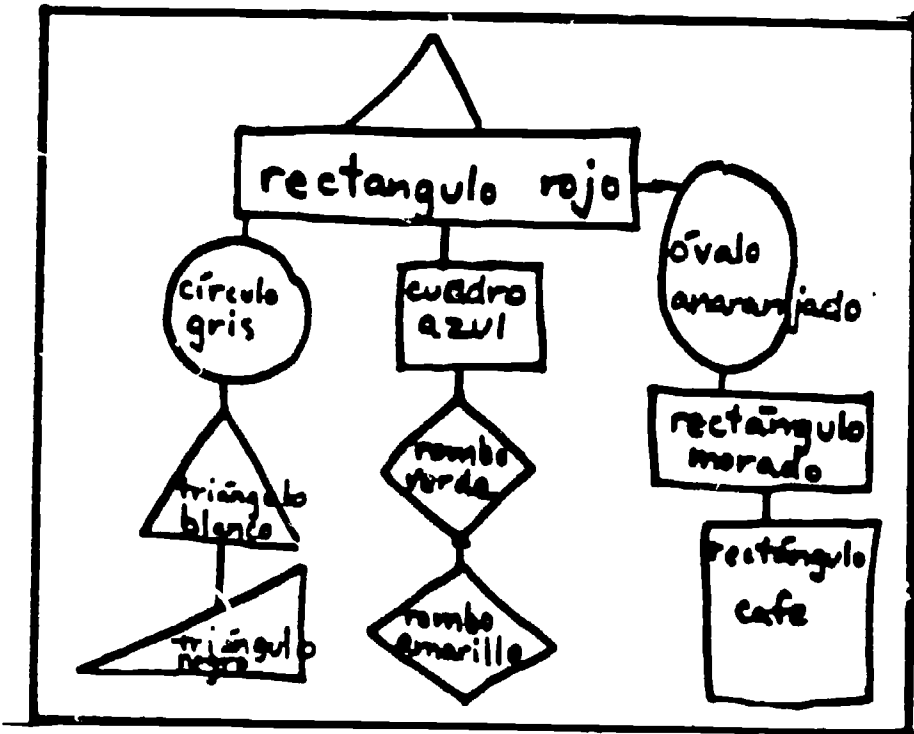 rectangulo rojo
círculo
gris
triángulo
blanco
triángulo
negro
cuadro
azul
rombo
verde
rombo
amarillo
óvalo
anaranjado
rectángulo
morado
rectángulo
cafe